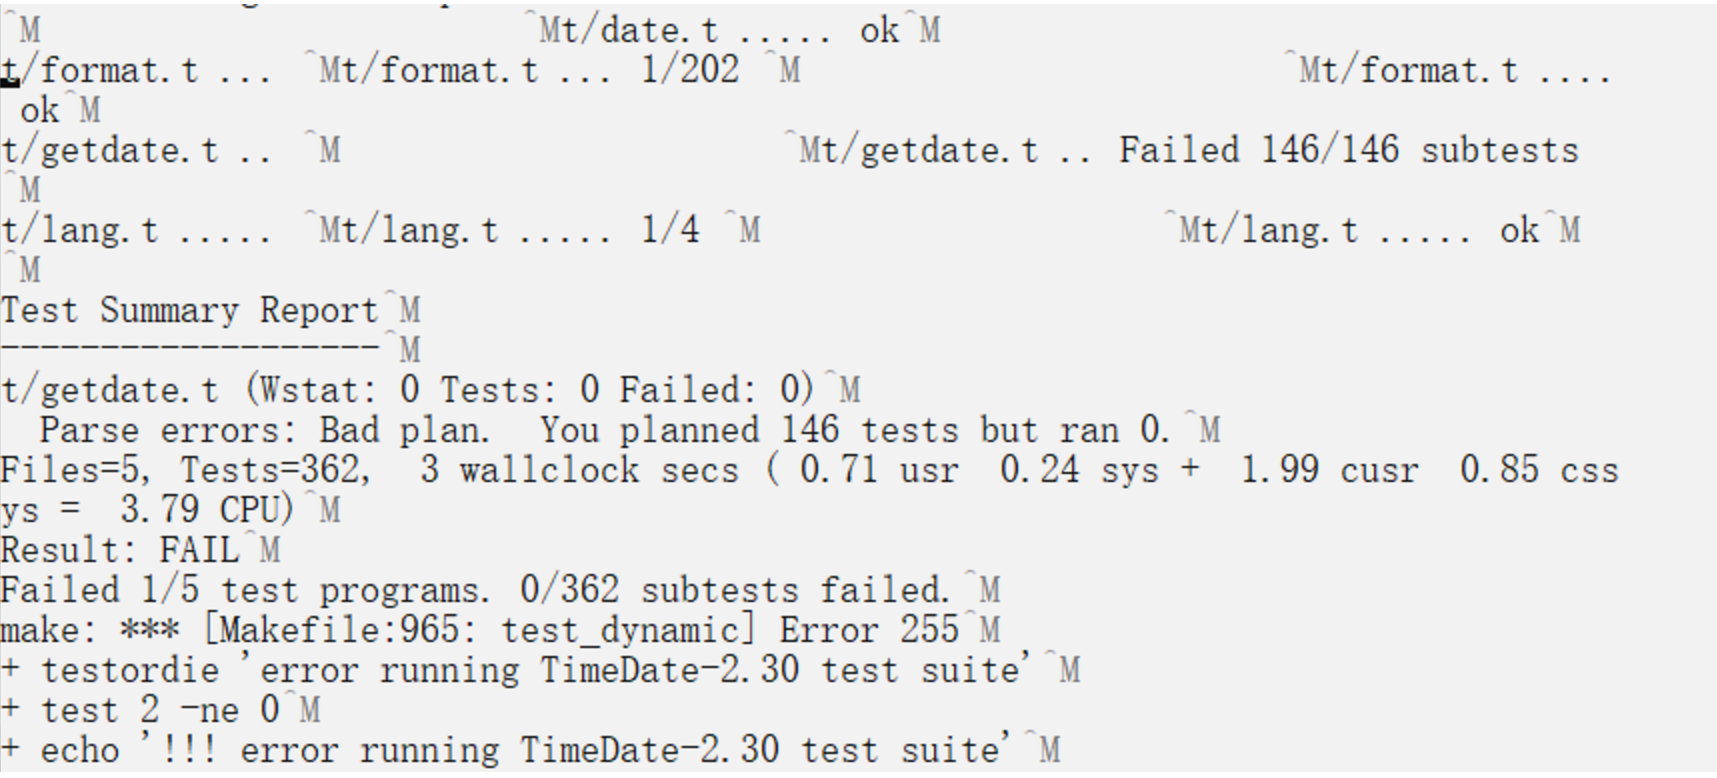 ^M                         ^Mt/date.t ..... ok^M
t/format.t ...  ^Mt/format.t ... 1/202 ^M                        ^Mt/format.t ....
 ok^M
t/getdate.t ..  ^M                      ^Mt/getdate.t .. Failed 146/146 subtests
^M
t/lang.t .....  ^Mt/lang.t ..... 1/4 ^M                    ^Mt/lang.t ..... ok^M
^M
Test Summary Report^M
-------------------^M
t/getdate.t (Wstat: 0 Tests: 0 Failed: 0)^M
  Parse errors: Bad plan.  You planned 146 tests but ran 0.^M
Files=5, Tests=362,  3 wallclock secs ( 0.71 usr  0.24 sys +  1.99 cusr  0.85 css
ys =  3.79 CPU)^M
Result: FAIL^M
Failed 1/5 test programs. 0/362 subtests failed.^M
make: *** [Makefile:965: test_dynamic] Error 255^M
+ testordie 'error running TimeDate-2.30 test suite'^M
+ test 2 -ne 0^M
+ echo '!!! error running TimeDate-2.30 test suite'^M